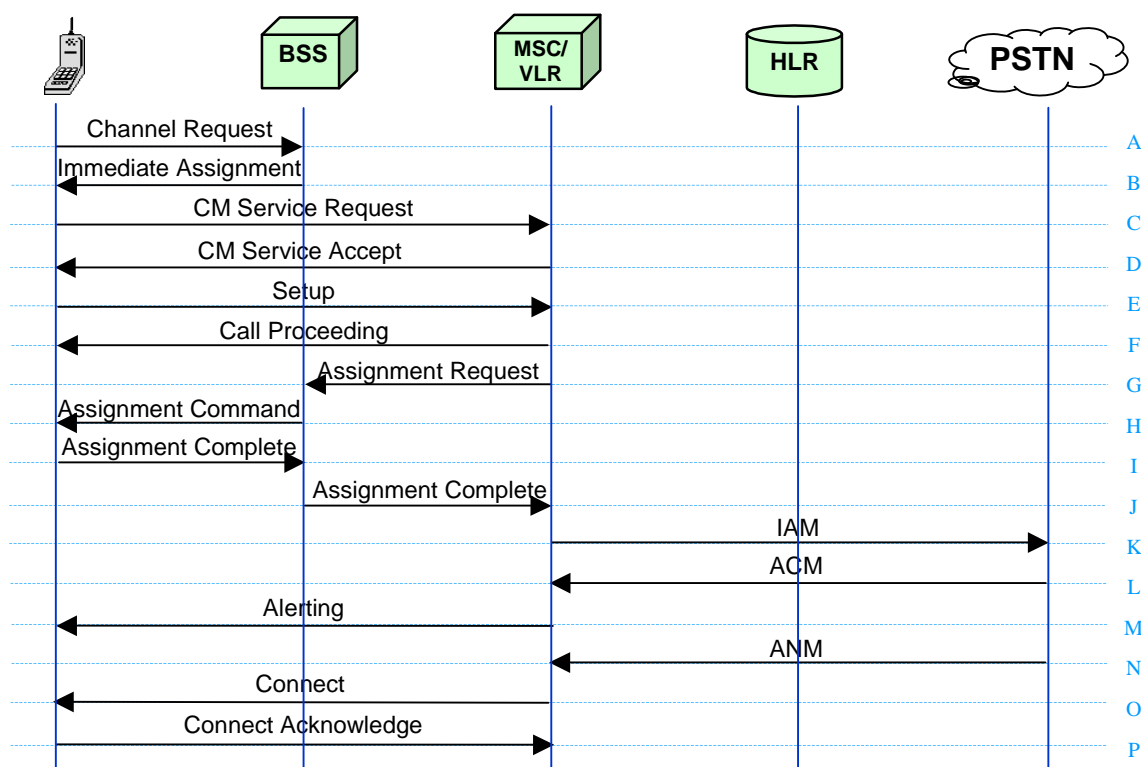 BSS
MSC/
VLR
HLR
PSTN
Channel Request
A
Immediate Assignment
B
CM Service Request
C
CM Service Accept
D
Setup
E
Call Proceeding
F
Assignment Request
G
Assignment Command
H
Assignment Complete
I
Assignment Complete
J
IAM
K
ACM
L
Alerting
M
ANM
N
Connect
O
Connect Acknowledge
P